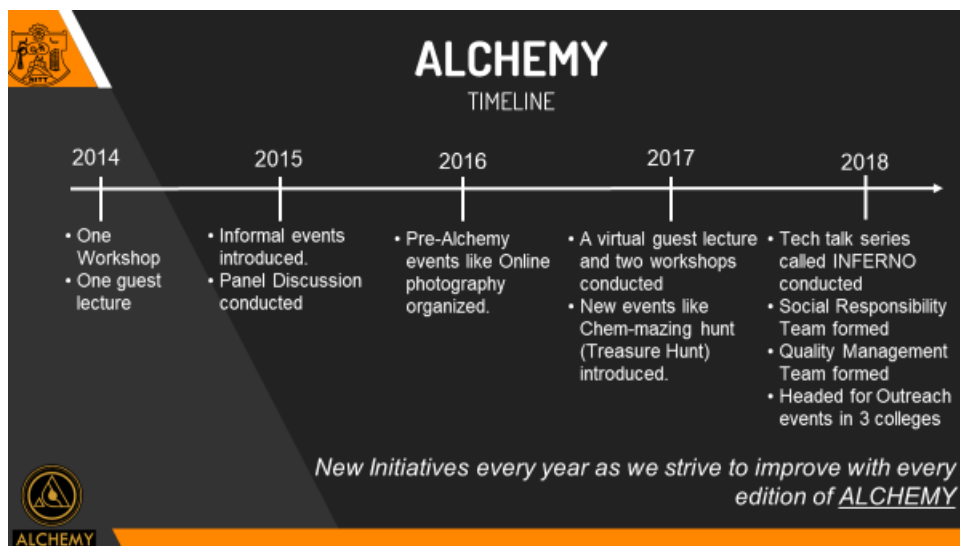 NITT
ALCHEMY
TIMELINE
2014
2015
2016
2017
2018
• One
Workshop
• One guest
lecture
• Informal events
introduced.
• Panel Discussion
conducted
• Pre-Alchemy
events like Online
photography
organized.
• A virtual guest lecture
and two workshops
conducted
• New events like
Chem-mazing hunt
(Treasure Hunt)
introduced.
• Tech talk series
called INFERNO
conducted
• Social Responsibility
Team formed
• Quality Management
Team formed
• Headed for Outreach
events in 3 colleges
New Initiatives every year as we strive to improve with every
edition of ALCHEMY
ALCHEMY